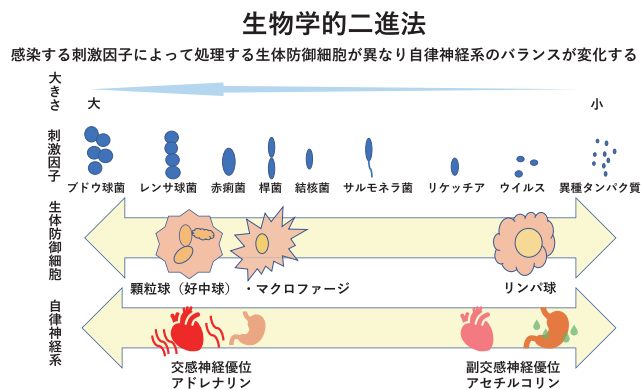 生物学的二進法
感染する刺激因子によって処理する生体防御細胞が異なり自律神経系のバランスが変化する
大きさ
大
小
刺激因子
ブドウ球菌
レンサ球菌
赤痢菌
桿菌
結核菌
サルモネラ菌
リケッチア
ウイルス
異種タンパク質
生体防御細胞
顆粒球（好中球）
・マクロファージ
リンパ球
自律神経系
交感神経優位
アドレナリン
副交感神経優位
アセチルコリン